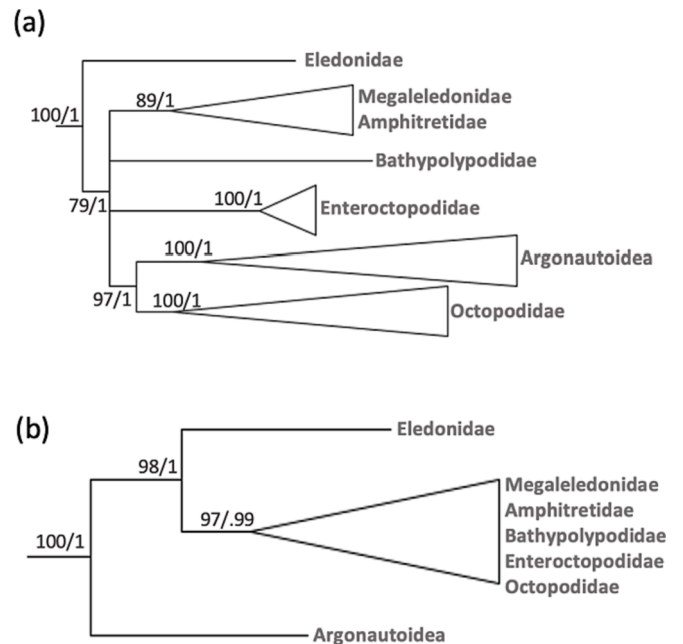 (a)
Eledonidae
89/1
Megaleledonidae
Amphitretidae
100/1
Bathypolypodidae
79/1
100/1
Enteroctopodidae
100/1
Argonautoidea
97/1
100/1
Octopodidae
(b)
Eledonidae
98/1
Megaleledonidae
97/.99
Amphitretidae
Bathypolypodidae
100/1
Enteroctopodidae
Octopodidae
Argonautoidea